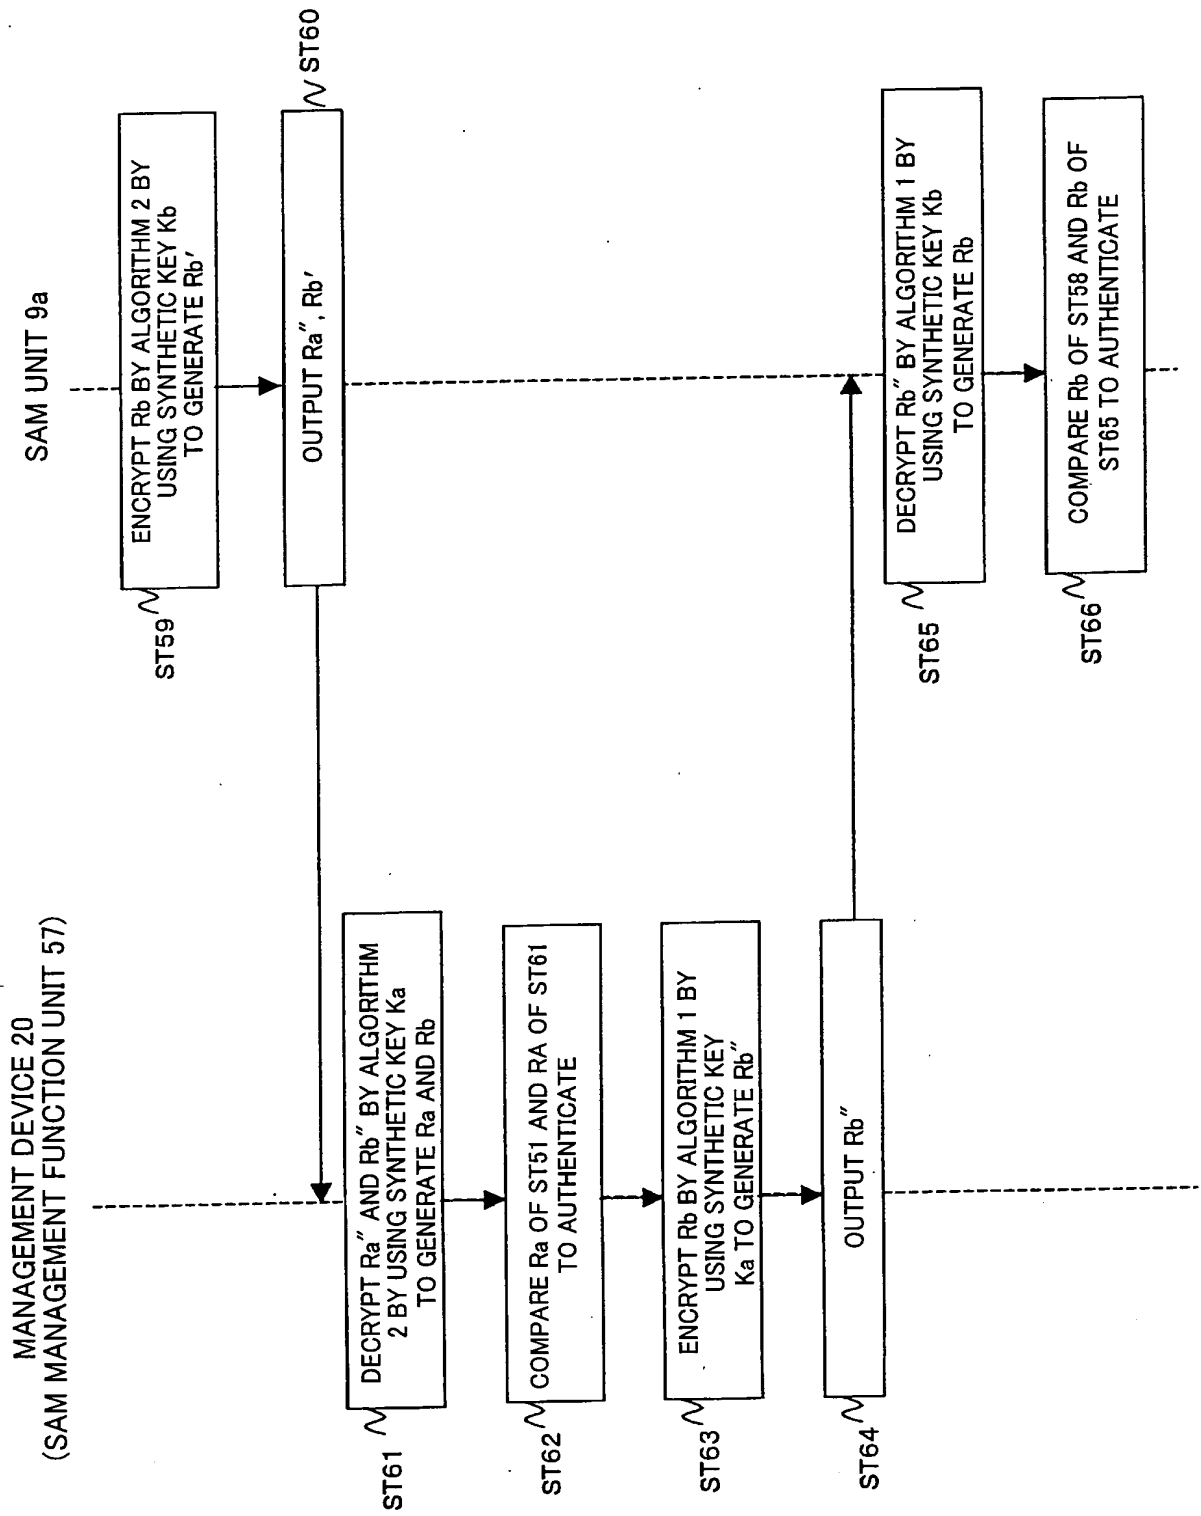 MANAGEMENT DEVICE 20
(SAM MANAGEMENT FUNCTION UNIT 57)
SAM UNIT 9a
ST59
ENCRYPT Rb BY ALGORITHM 2 BY
USING SYNTHETIC KEY Kb
TO GENERATE Rb′
OUTPUT Ra″, Rb′
ST60
ST61
DECRYPT Ra″ AND Rb″ BY ALGORITHM
2 BY USING SYNTHETIC KEY Ka
TO GENERATE Ra AND Rb
ST62
COMPARE Ra OF ST51 AND RA OF ST61
TO AUTHENTICATE
ST63
ENCRYPT Rb BY ALGORITHM 1 BY
USING SYNTHETIC KEY
Ka TO GENERATE Rb″
ST64
OUTPUT Rb″
ST65
DECRYPT Rb″ BY ALGORITHM 1 BY
USING SYNTHETIC KEY Kb
TO GENERATE Rb
ST66
COMPARE Rb OF ST58 AND Rb OF
ST65 TO AUTHENTICATE